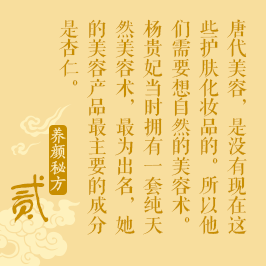 唐代美容，是没有现在这
些护肤化妆品的。所以他
们需要想自然的美容术。
杨贵妃当时拥有一套纯天
然美容术，最为出名，她
的美容产品最主要的成分
是杏仁。
养颜秘方
贰